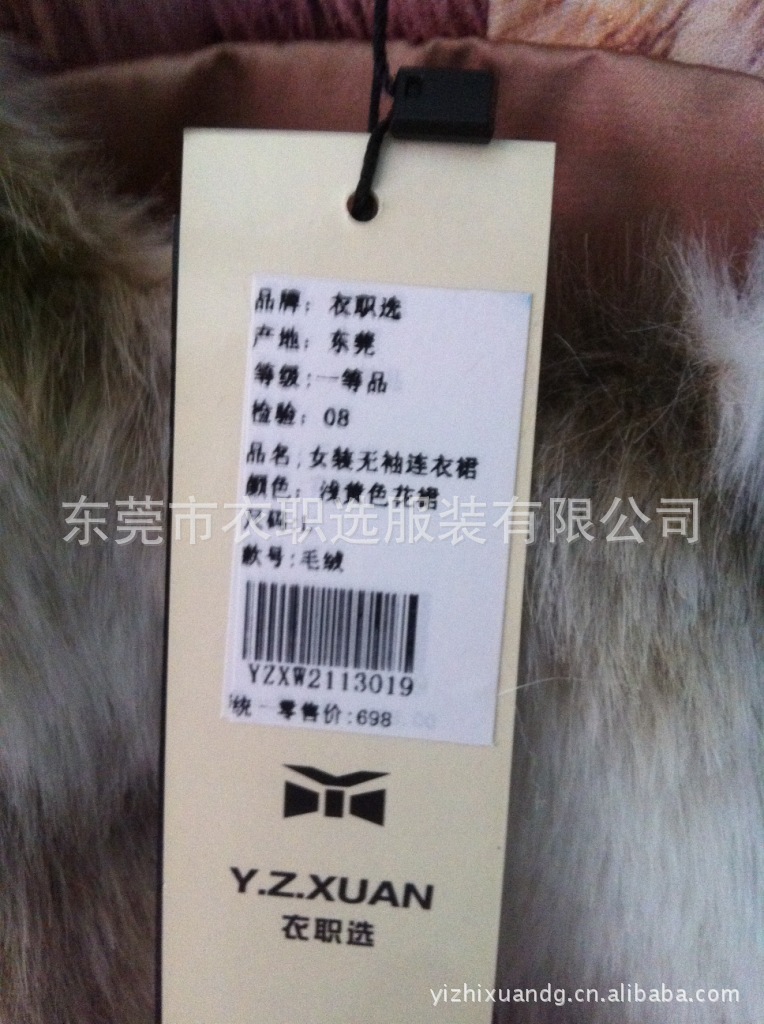 品牌: 衣职选
产地: 东莞
等级:一等品
检验: 08
品名:女装无袖连衣裙
颜色: 浅黄色花裙
东莞市衣职选服装有限公司
尺码:
款号:毛绒
YZXW2113019
统一零售价:698
Y.Z.XUAN
衣职选
yizhixuandg.cn.alibaba.com